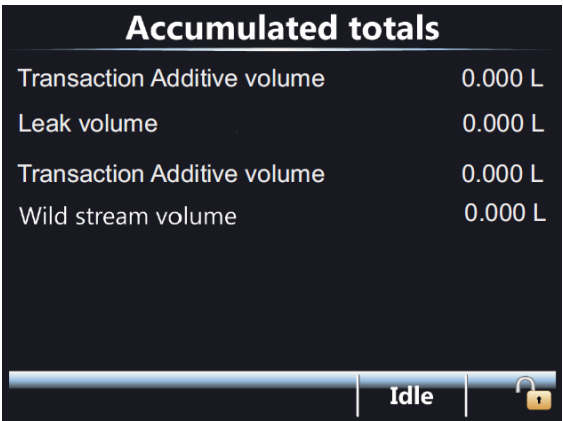 Accumulated totals
Transaction Additive volume 0.000 L
Leak volume 0.000 L
Transaction Additive volume 0.000 L
Wild stream volume 0.000 L
Idle